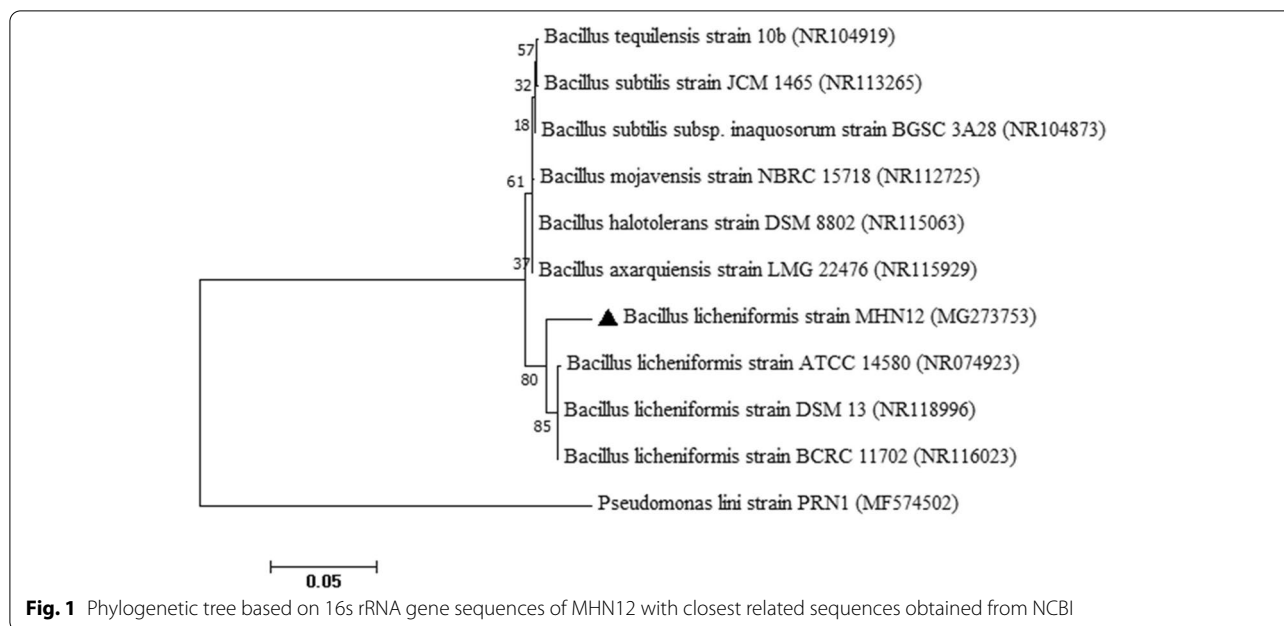 57
Bacillus tequilensis strain 10b (NR104919)
32
Bacillus subtilis strain JCM 1465 (NR113265)
18
Bacillus subtilis subsp. inaquosorum strain BGSC 3A28 (NR104873)
61
Bacillus mojavensis strain NBRC 15718 (NR112725)
Bacillus halotolerans strain DSM 8802 (NR115063)
37
Bacillus axarquiensis strain LMG 22476 (NR115929)
Bacillus licheniformis strain MHN12 (MG273753)
80
Bacillus licheniformis strain ATCC 14580 (NR074923)
Bacillus licheniformis strain DSM 13 (NR118996)
85
Bacillus licheniformis strain BCRC 11702 (NR116023)
Pseudomonas lini strain PRN1 (MF574502)
0.05
Fig. 1 Phylogenetic tree based on 16s rRNA gene sequences of MHN12 with closest related sequences obtained from NCBI